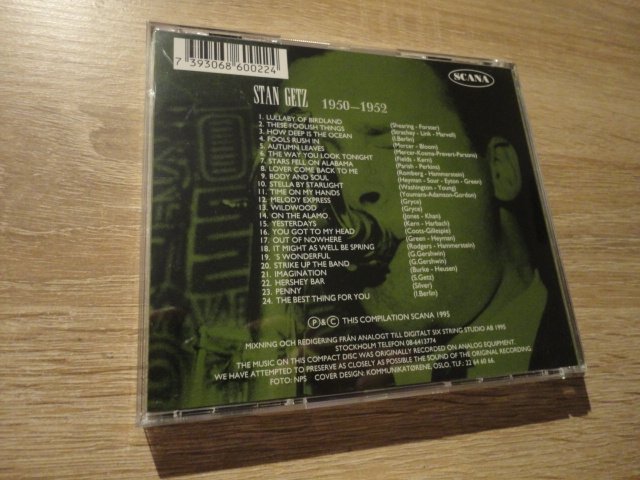 7 393068 600224
SCANA
STAN GETZ 1950—1952
1. LULLABY OF BIRDLAND (Shearing - Forster)
2. THESE FOOLISH THINGS (Strachey - Link - Marvell)
3. HOW DEEP IS THE OCEAN (I.Berlin)
4. FOOLS RUSH IN (Mercer - Bloom)
5. AUTUMN LEAVES (Mercer-Kosma-Prevert-Parsons)
6. THE WAY YOU LOOK TONIGHT (Fields - Kern)
7. STARS FELL ON ALABAMA (Parish - Perkins)
8. LOVER COME BACK TO ME (Romberg - Hammerstein)
9. BODY AND SOUL (Heyman - Sour - Eyton - Green)
10. STELLA BY STARLIGHT (Washington - Young)
11. TIME ON MY HANDS (Youmans-Adamson-Gordon)
12. MELODY EXPRESS (Gryce)
13. WILDWOOD (Gryce)
14. ON THE ALAMO (Jones - Khan)
15. YESTERDAYS (Kern - Harbach)
16. YOU GOT TO MY HEAD (Coots-Gillespie)
17. OUT OF NOWHERE (Green - Heyman)
18. IT MIGHT AS WELL BE SPRING (Rodgers - Hammerstein)
19. ´S WONDERFUL (G.Gershwin)
20. STRIKE UP THE BAND (G.Gershwin)
21. IMAGINATION (Burke - Heusen)
22. HERSHEY BAR (S.Getz)
23. PENNY (Silver)
24. THE BEST THING FOR YOU (I.Berlin)
Ⓟ & © THIS COMPILATION SCANA 1995
MIXNING OCH REDIGERING FRÅN ANALOGT TILL DIGITALT SIX STRING STUDIO AB 1995
STOCKHOLM TELEFON 08-6413774
THE MUSIC ON THIS COMPACT DISC WAS ORIGINALLY RECORDED ON ANALOG EQUIPMENT.
WE HAVE ATTEMPTED TO PRESERVE AS CLOSELY AS POSSIBLE THE SOUND OF THE ORIGINAL RECORDING
FOTO: NPS COVER DESIGN: KOMMUNIKATØRENE, OSLO, TLF.: 22 64 60 66.